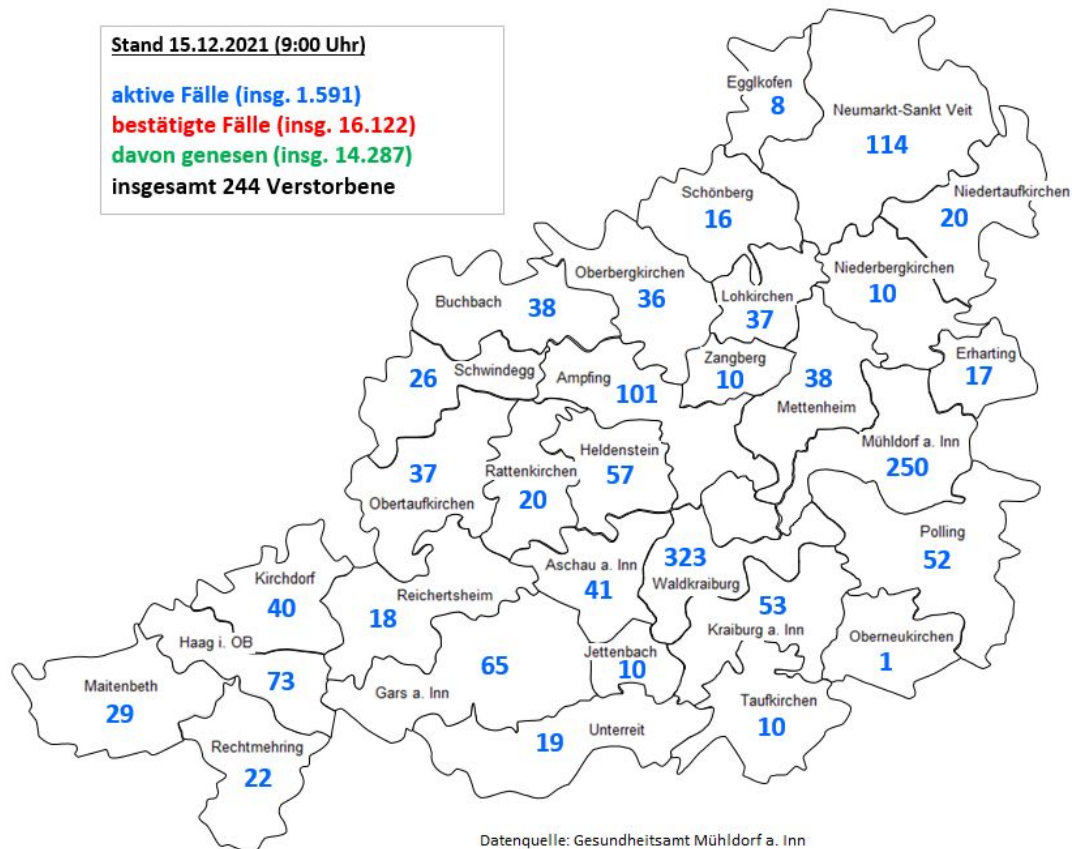 Stand 15.12.2021 (9:00 Uhr)
aktive Fälle (insg. 1.591)
bestätigte Fälle (insg. 16.122)
davon genesen (insg. 14.287)
insgesamt 244 Verstorbene
Egglkofen
8
Neumarkt-Sankt Veit
114
Schönberg
16
Niedertaufkirchen
20
Oberbergkirchen
36
Niederbergkirchen
10
Buchbach
38
Lohkirchen
37
Schwindegg
26
Ampfing
101
Zangberg
10
38
Mettenheim
Erharting
17
Mühldorf a. Inn
250
37
Obertaufkirchen
Rattenkirchen
20
Heldenstein
57
Polling
52
Kirchdorf
40
Reichertsheim
18
Aschau a. Inn
41
323
Waldkraiburg
53
Kraiburg a. Inn
Oberneukirchen
1
Haag i. OB
73
Maitenbeth
29
Gars a. Inn
65
Jettenbach
10
Taufkirchen
10
Rechtmehring
22
Unterreit
19
Datenquelle: Gesundheitsamt Mühldorf a. Inn